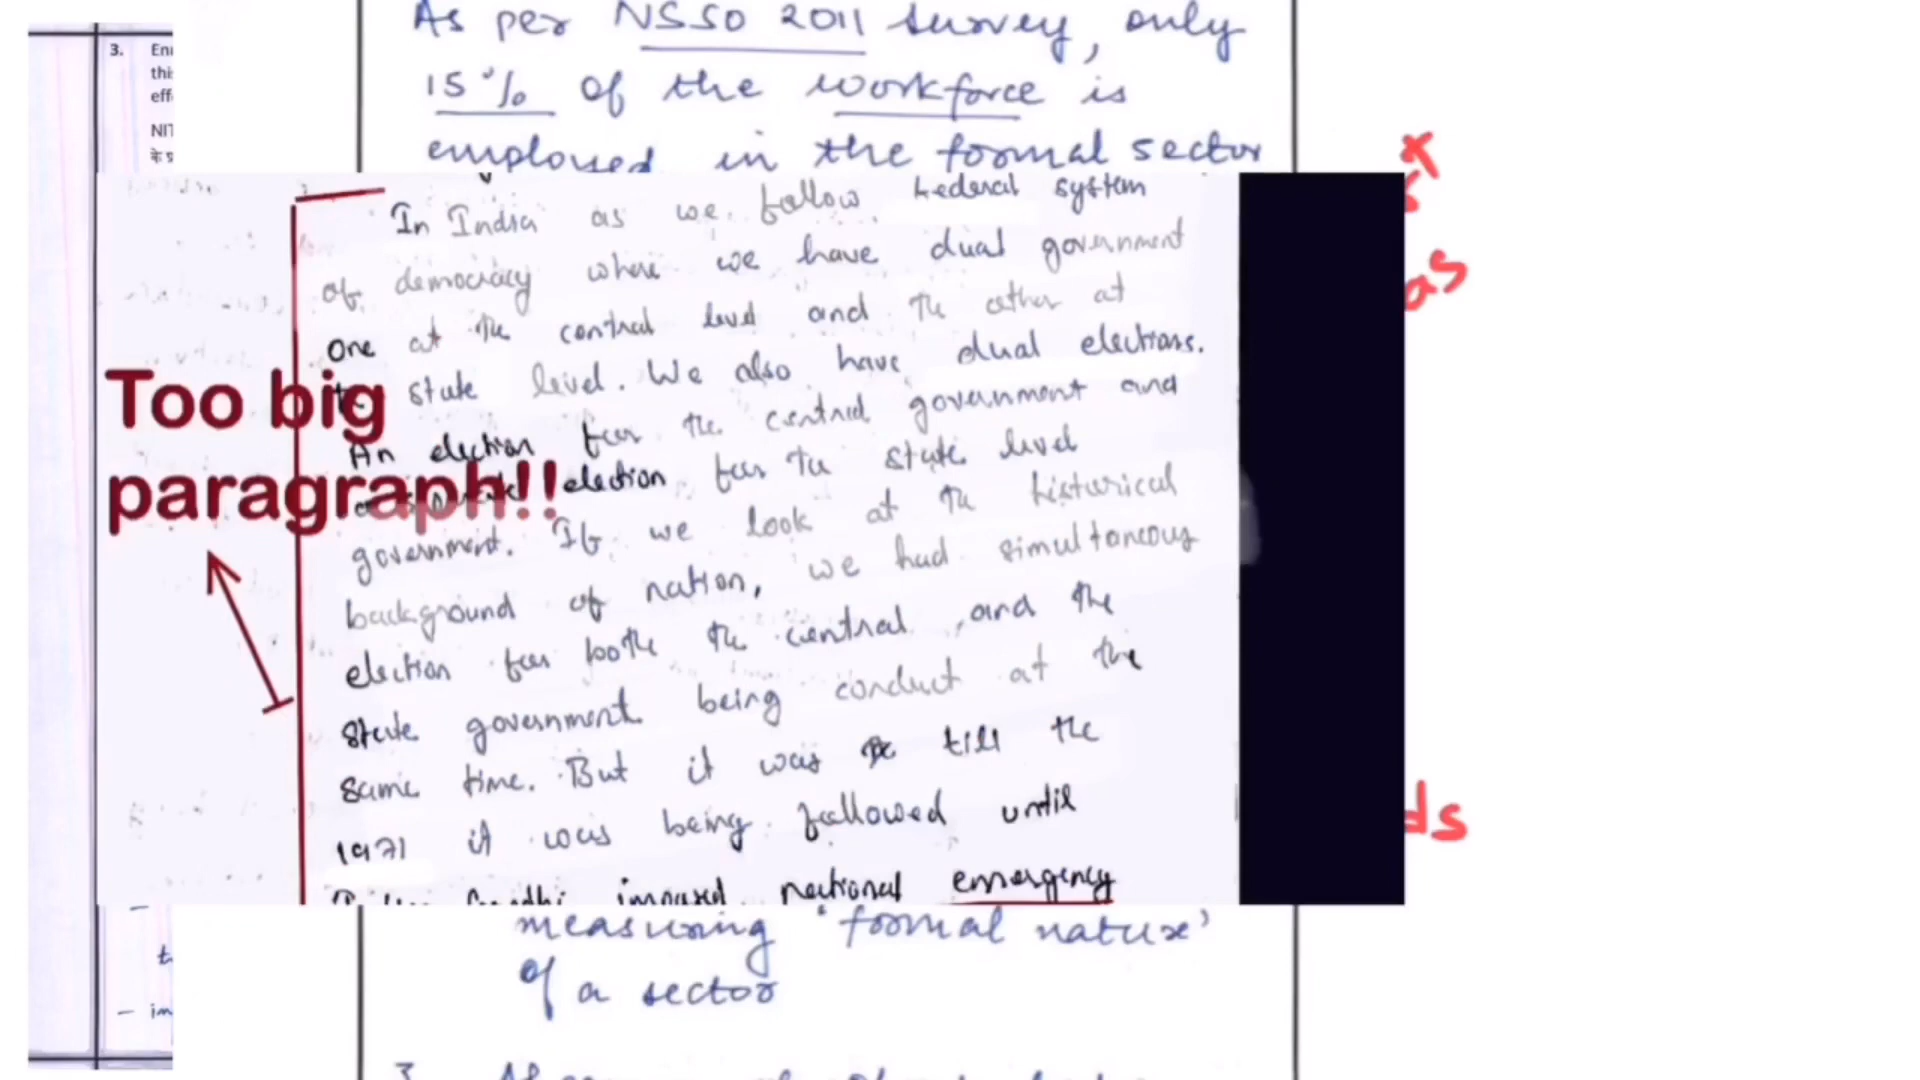 3.
As per NSSO 2011 survey, only
15% of the workforce is
employed in the formal sector
In India as we follow federal system
of democracy where we have dual government
one at the central level and the other at
state level. We also have dual elections.
An election for the central government and
election for the state level
government. If we look at the historical
background of nation, we had simultaneous
election for both the central and the
state government being conduct at the
same time. But it was till the
1971 it was being followed until
Gandhi imposed national emergency
Too big
paragraph!!
measuring 'formal nature'
of a sector
3